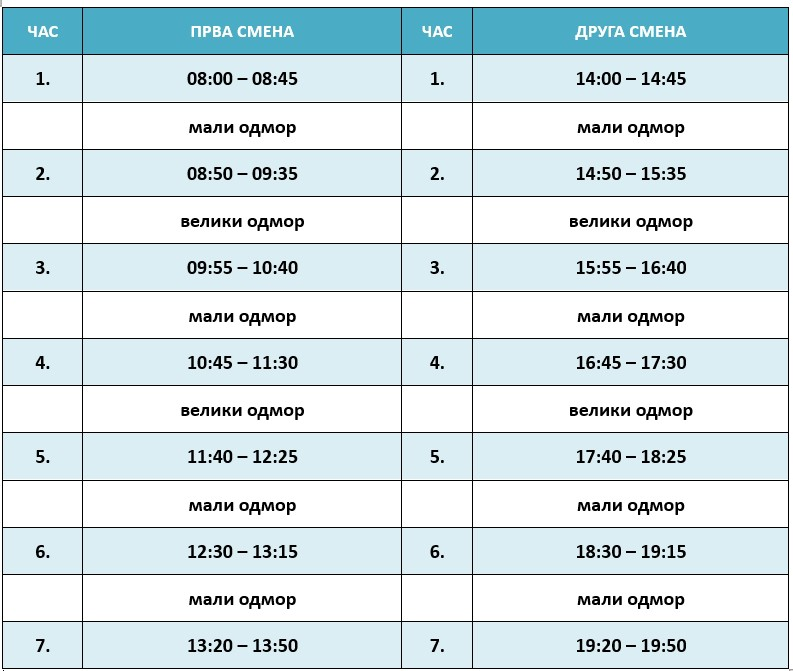 ЧАС ПРВА СМЕНА ЧАС ДРУГА СМЕНА
1. 08:00 – 08:45 1. 14:00 – 14:45
мали одмор мали одмор
2. 08:50 – 09:35 2. 14:50 – 15:35
велики одмор велики одмор
3. 09:55 – 10:40 3. 15:55 – 16:40
мали одмор мали одмор
4. 10:45 – 11:30 4. 16:45 – 17:30
велики одмор велики одмор
5. 11:40 – 12:25 5. 17:40 – 18:25
мали одмор мали одмор
6. 12:30 – 13:15 6. 18:30 – 19:15
мали одмор мали одмор
7. 13:20 – 13:50 7. 19:20 – 19:50